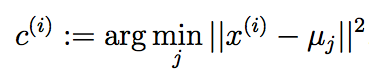 c^{(i)} := arg min_j ||x^{(i)} − μ_j||^2